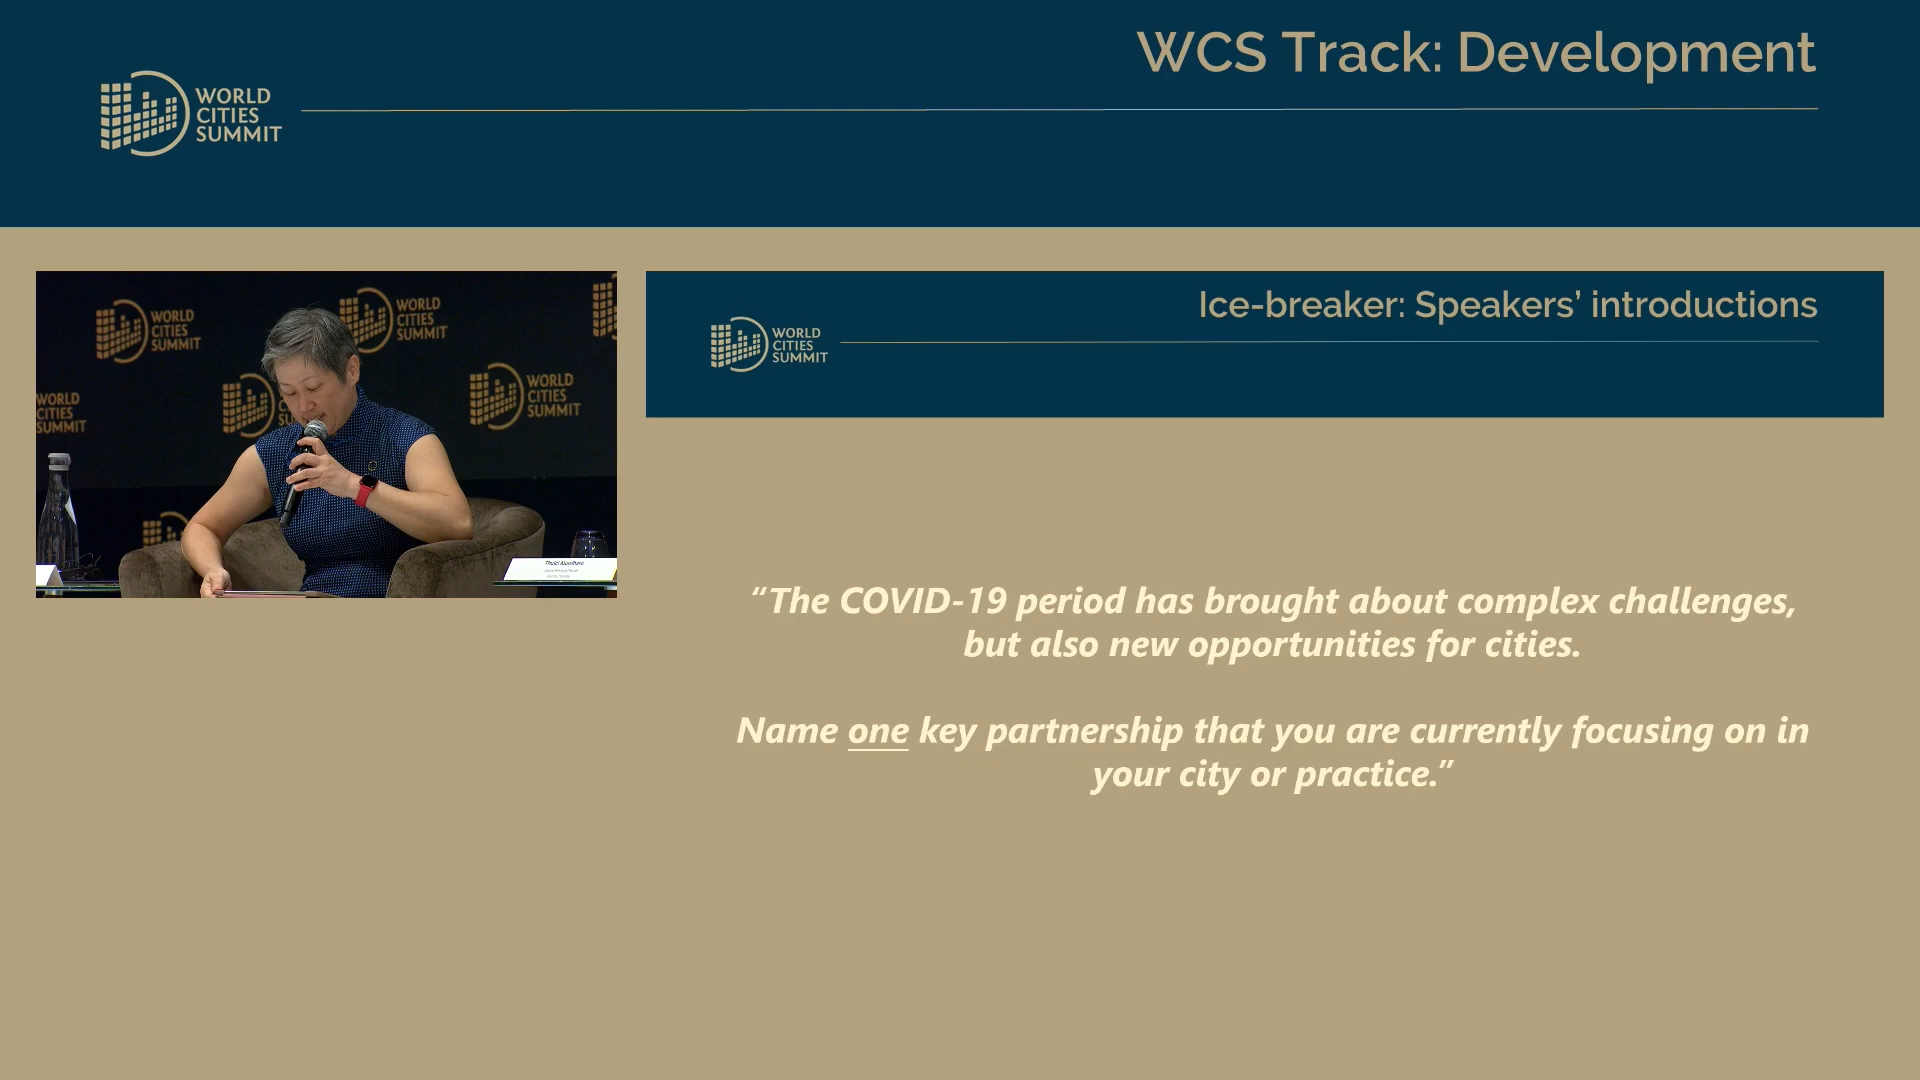 WCS Track: Development
WORLD
CITIES
SUMMIT
WORLD
CITIES
SUMMIT
WORLD
CITIES
SUMMIT
WORLD
CITIES
SUMMIT
WORLD
CITIES
SUMMIT
Thulsi Aluwihare
Ice-breaker: Speakers’ introductions
WORLD
CITIES
SUMMIT
“The COVID-19 period has brought about complex challenges,
but also new opportunities for cities.
Name one key partnership that you are currently focusing on in
your city or practice.”